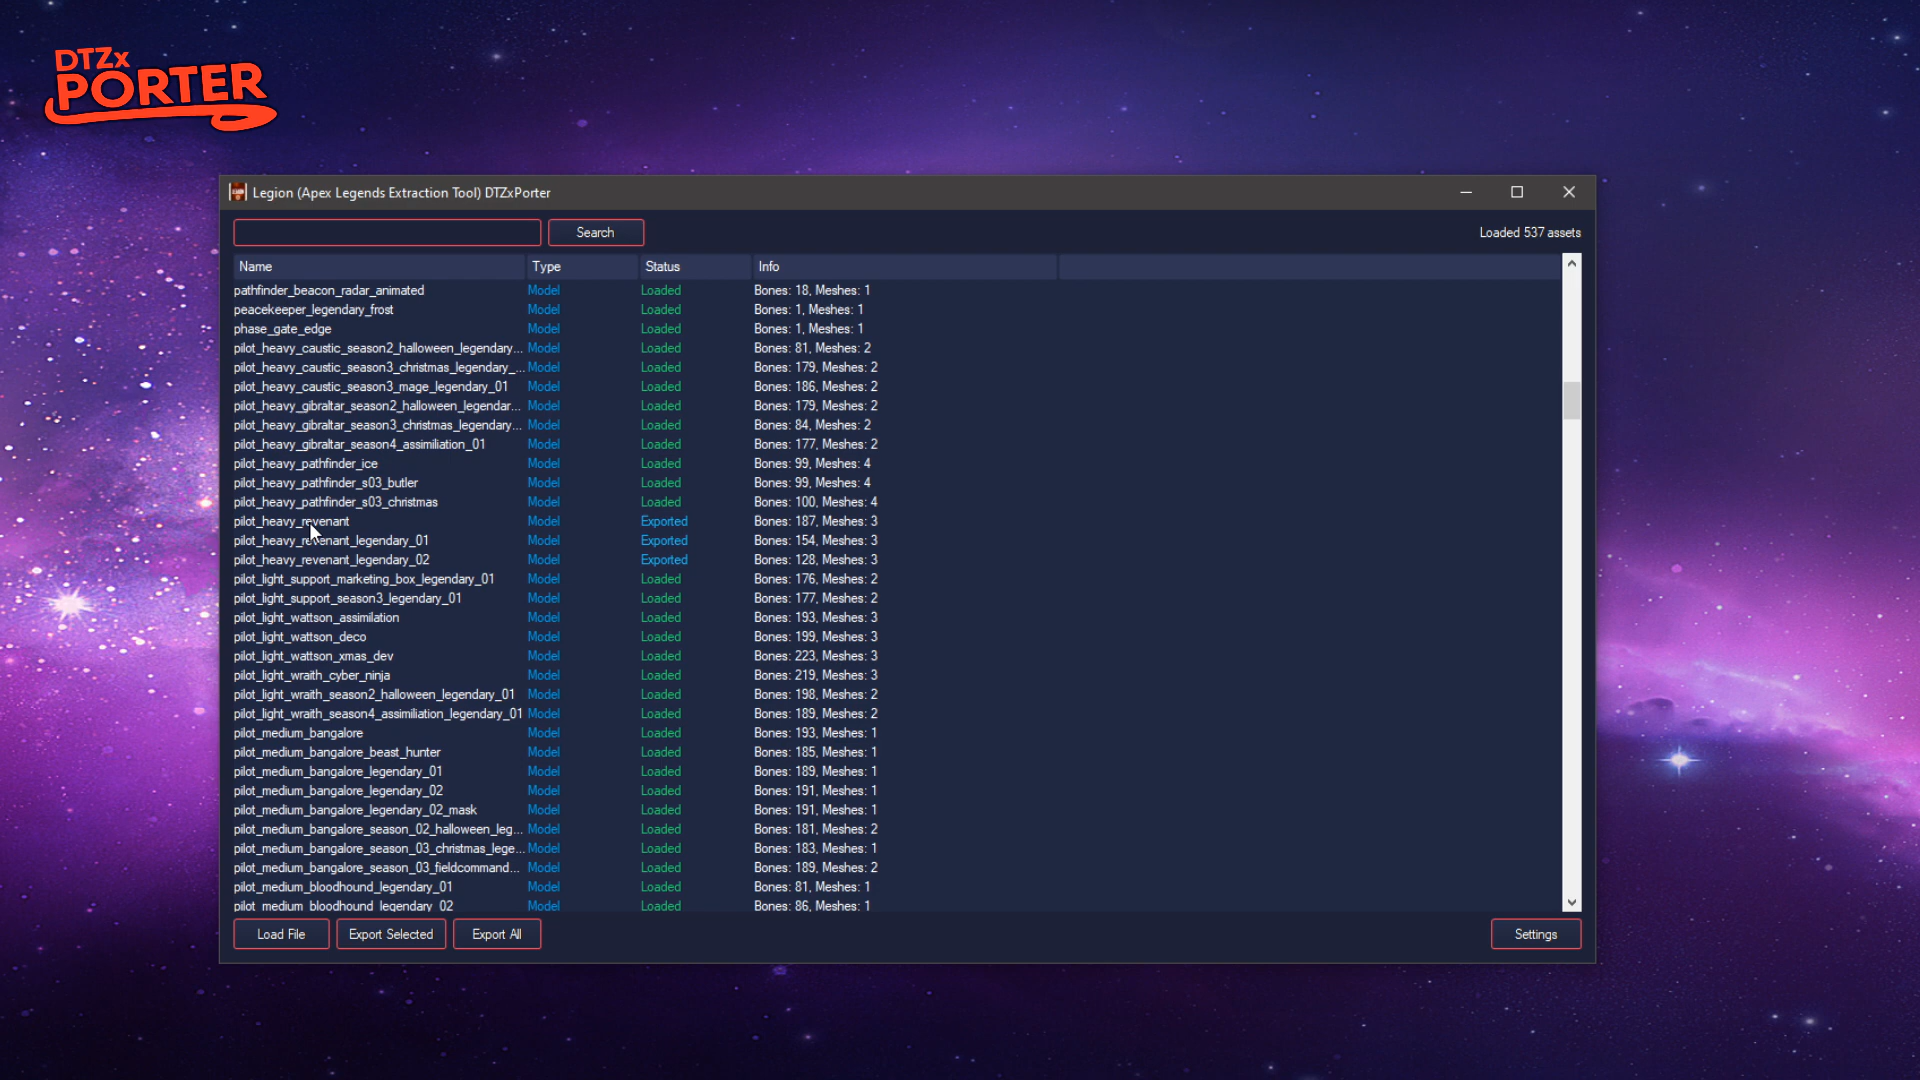 DTZx
PORTER
Legion (Apex Legends Extraction Tool) DTZxPorter
Search Loaded 537 assets
Name Type Status Info
pathfinder_beacon_radar_animated Model Loaded Bones: 18, Meshes: 1
peacekeeper_legendary_frost Model Loaded Bones: 1, Meshes: 1
phase_gate_edge Model Loaded Bones: 1, Meshes: 1
pilot_heavy_caustic_season2_halloween_legendary... Model Loaded Bones: 81, Meshes: 2
pilot_heavy_caustic_season3_christmas_legendary_... Model Loaded Bones: 179, Meshes: 2
pilot_heavy_caustic_season3_mage_legendary_01 Model Loaded Bones: 186, Meshes: 2
pilot_heavy_gibraltar_season2_halloween_legendar... Model Loaded Bones: 179, Meshes: 2
pilot_heavy_gibraltar_season3_christmas_legendary... Model Loaded Bones: 84, Meshes: 2
pilot_heavy_gibraltar_season4_assimiliation_01 Model Loaded Bones: 177, Meshes: 2
pilot_heavy_pathfinder_ice Model Loaded Bones: 99, Meshes: 4
pilot_heavy_pathfinder_s03_butler Model Loaded Bones: 99, Meshes: 4
pilot_heavy_pathfinder_s03_christmas Model Loaded Bones: 100, Meshes: 4
pilot_heavy_revenant Model Exported Bones: 187, Meshes: 3
pilot_heavy_revenant_legendary_01 Model Exported Bones: 154, Meshes: 3
pilot_heavy_revenant_legendary_02 Model Exported Bones: 128, Meshes: 3
pilot_light_support_marketing_box_legendary_01 Model Loaded Bones: 176, Meshes: 2
pilot_light_support_season3_legendary_01 Model Loaded Bones: 177, Meshes: 2
pilot_light_wattson_assimilation Model Loaded Bones: 193, Meshes: 3
pilot_light_wattson_deco Model Loaded Bones: 199, Meshes: 3
pilot_light_wattson_xmas_dev Model Loaded Bones: 223, Meshes: 3
pilot_light_wraith_cyber_ninja Model Loaded Bones: 219, Meshes: 3
pilot_light_wraith_season2_halloween_legendary_01 Model Loaded Bones: 198, Meshes: 2
pilot_light_wraith_season4_assimiliation_legendary_01 Model Loaded Bones: 189, Meshes: 2
pilot_medium_bangalore Model Loaded Bones: 193, Meshes: 1
pilot_medium_bangalore_beast_hunter Model Loaded Bones: 185, Meshes: 1
pilot_medium_bangalore_legendary_01 Model Loaded Bones: 189, Meshes: 1
pilot_medium_bangalore_legendary_02 Model Loaded Bones: 191, Meshes: 1
pilot_medium_bangalore_legendary_02_mask Model Loaded Bones: 191, Meshes: 1
pilot_medium_bangalore_season_02_halloween_leg... Model Loaded Bones: 181, Meshes: 2
pilot_medium_bangalore_season_03_christmas_lege... Model Loaded Bones: 183, Meshes: 1
pilot_medium_bangalore_season_03_fieldcommand... Model Loaded Bones: 189, Meshes: 2
pilot_medium_bloodhound_legendary_01 Model Loaded Bones: 81, Meshes: 1
pilot_medium_bloodhound_legendary_02 Model Loaded Bones: 86, Meshes: 1
Load File Export Selected Export All Settings